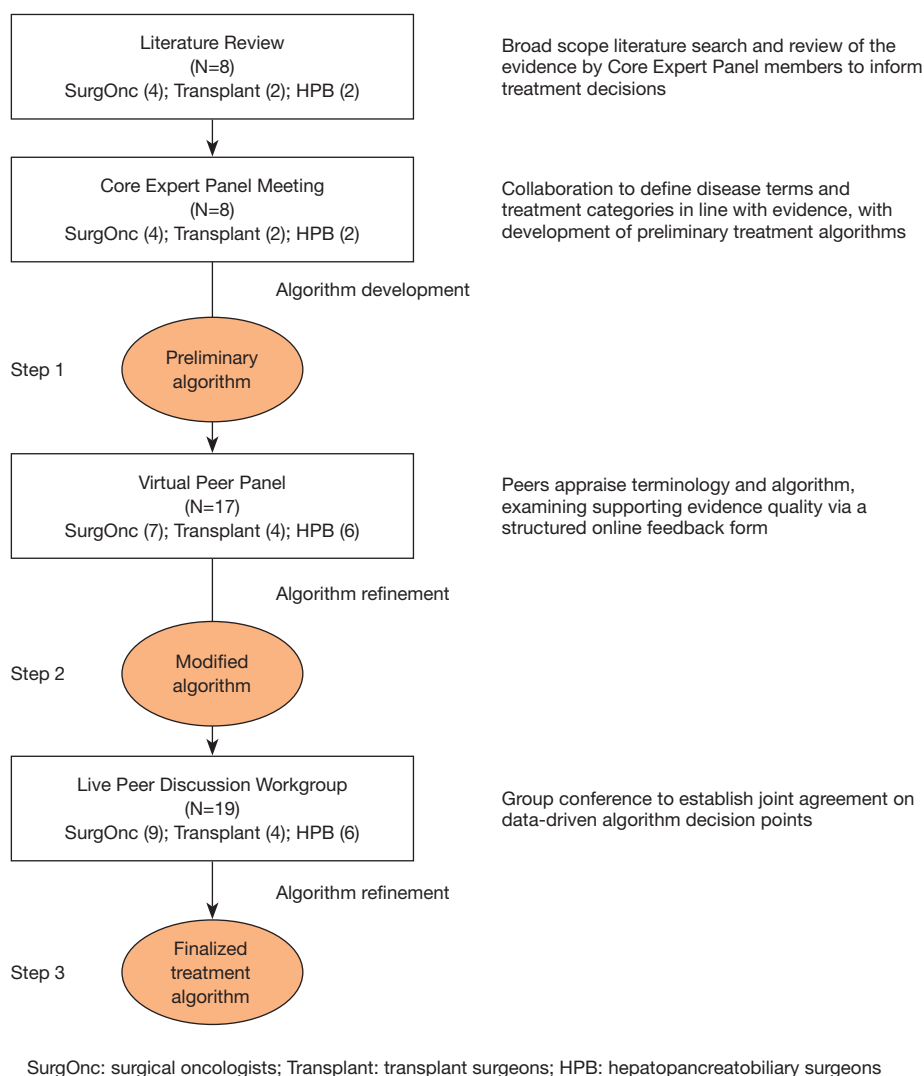 Literature Review
(N=8)
SurgOnc (4); Transplant (2); HPB (2)
Broad scope literature search and review of the
evidence by Core Expert Panel members to inform
treatment decisions
Core Expert Panel Meeting
(N=8)
SurgOnc (4); Transplant (2); HPB (2)
Collaboration to define disease terms and
treatment categories in line with evidence, with
development of preliminary treatment algorithms
Algorithm development
Step 1
Preliminary
algorithm
Virtual Peer Panel
(N=17)
SurgOnc (7); Transplant (4); HPB (6)
Peers appraise terminology and algorithm,
examining supporting evidence quality via a
structured online feedback form
Algorithm refinement
Step 2
Modified
algorithm
Live Peer Discussion Workgroup
(N=19)
SurgOnc (9); Transplant (4); HPB (6)
Group conference to establish joint agreement on
data-driven algorithm decision points
Algorithm refinement
Step 3
Finalized
treatment
algorithm
SurgOnc: surgical oncologists; Transplant: transplant surgeons; HPB: hepatopancreatobiliary surgeons